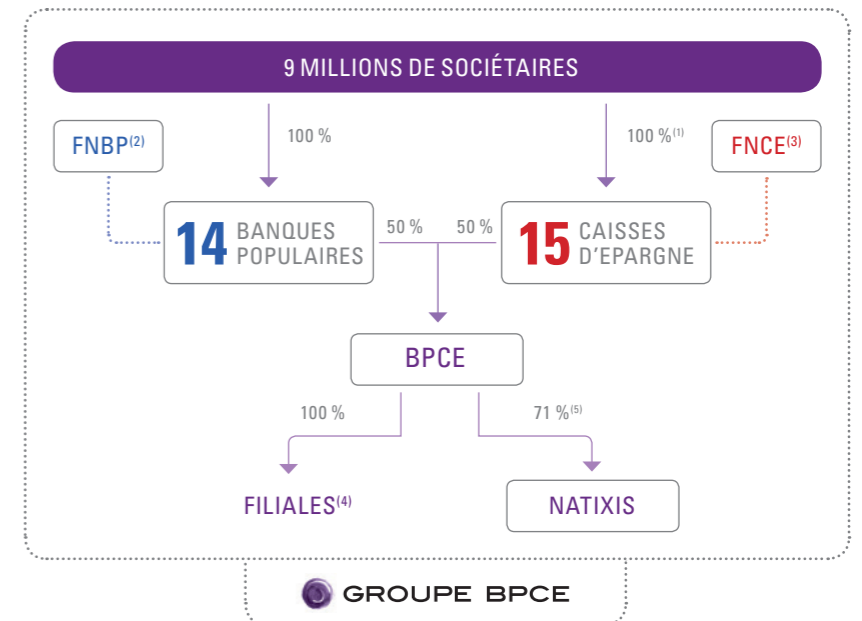 9 MILLIONS DE SOCIÉTAIRES
FNBP(2)
100 %
100 %(1)
FNCE(3)
14 BANQUES
POPULAIRES
50 %
50 %
15 CAISSES
D'EPARGNE
BPCE
100 %
71 %(5)
FILIALES(4)
NATIXIS
GROUPE BPCE